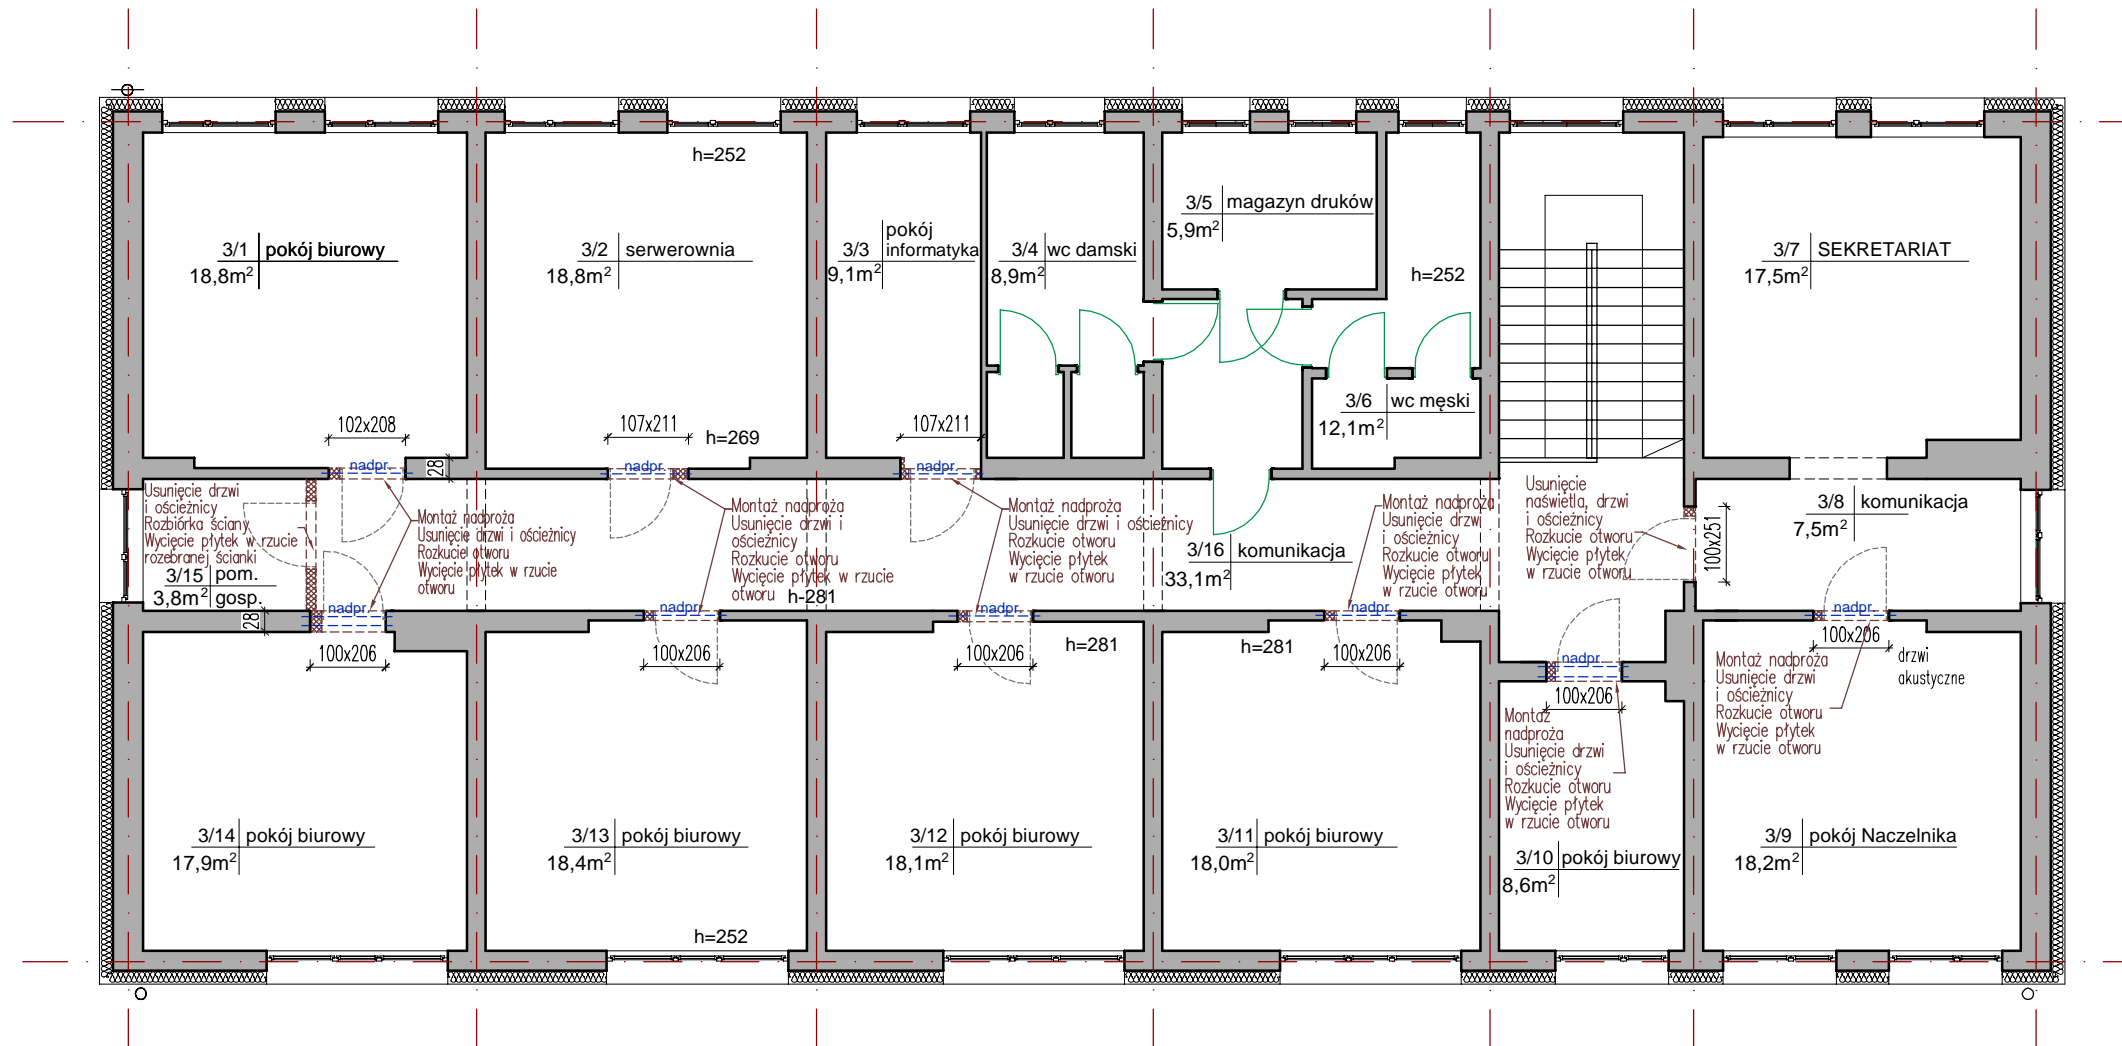 h=252
3/1 pokój biurowy
18,8m²
3/2 serwerownia
18,8m²
3/3 pokój
informatyka
9,1m²
3/4 wc damski
8,9m²
3/5 magazyn druków
5,9m²
h=252
3/7 SEKRETARIAT
17,5m²
3/6 wc męski
12,1m²
102x208
107x211
h=269
107x211
28
nadpr.
nadpr.
nadpr.
Usunięcie drzwi
i ościeżnicy
Rozbiórka ściany
Wycięcie płytek w rzucie
rozebranej ścianki
3/15 pom.
3,8m² gosp.
Montaż nadproża
Usunięcie drzwi i ościeżnicy
Rozkucie otworu
Wycięcie płytek w rzucie
otworu
Montaż nadproża
Usunięcie drzwi i
ościeżnicy
Rozkucie otworu
Wycięcie płytek w rzucie
otworu
h-281
Montaż nadproża
Usunięcie drzwi i ościeżnicy
Rozkucie otworu
Wycięcie płytek
w rzucie otworu
3/16 komunikacja
33,1m²
Montaż nadproża
Usunięcie drzwi
i ościeżnicy
Rozkucie otworu
Wycięcie płytek
w rzucie otworu
Usunięcie
naświetla, drzwi
i ościeżnicy
Rozkucie otworu
Wycięcie płytek
w rzucie otworu
100x251
3/8 komunikacja
7,5m²
28
nadpr.
nadpr.
nadpr.
nadpr.
nadpr.
nadpr.
100x206
100x206
100x206
h=281
h=281
100x206
100x206
100x206
drzwi
akustyczne
Montaż
nadproża
Usunięcie drzwi
i ościeżnicy
Rozkucie otworu
Wycięcie płytek
w rzucie otworu
Montaż nadproża
Usunięcie drzwi
i ościeżnicy
Rozkucie otworu
Wycięcie płytek
w rzucie otworu
3/14 pokój biurowy
17,9m²
3/13 pokój biurowy
18,4m²
3/12 pokój biurowy
18,1m²
3/11 pokój biurowy
18,0m²
3/10 pokój biurowy
8,6m²
3/9 pokój Naczelnika
18,2m²
h=252